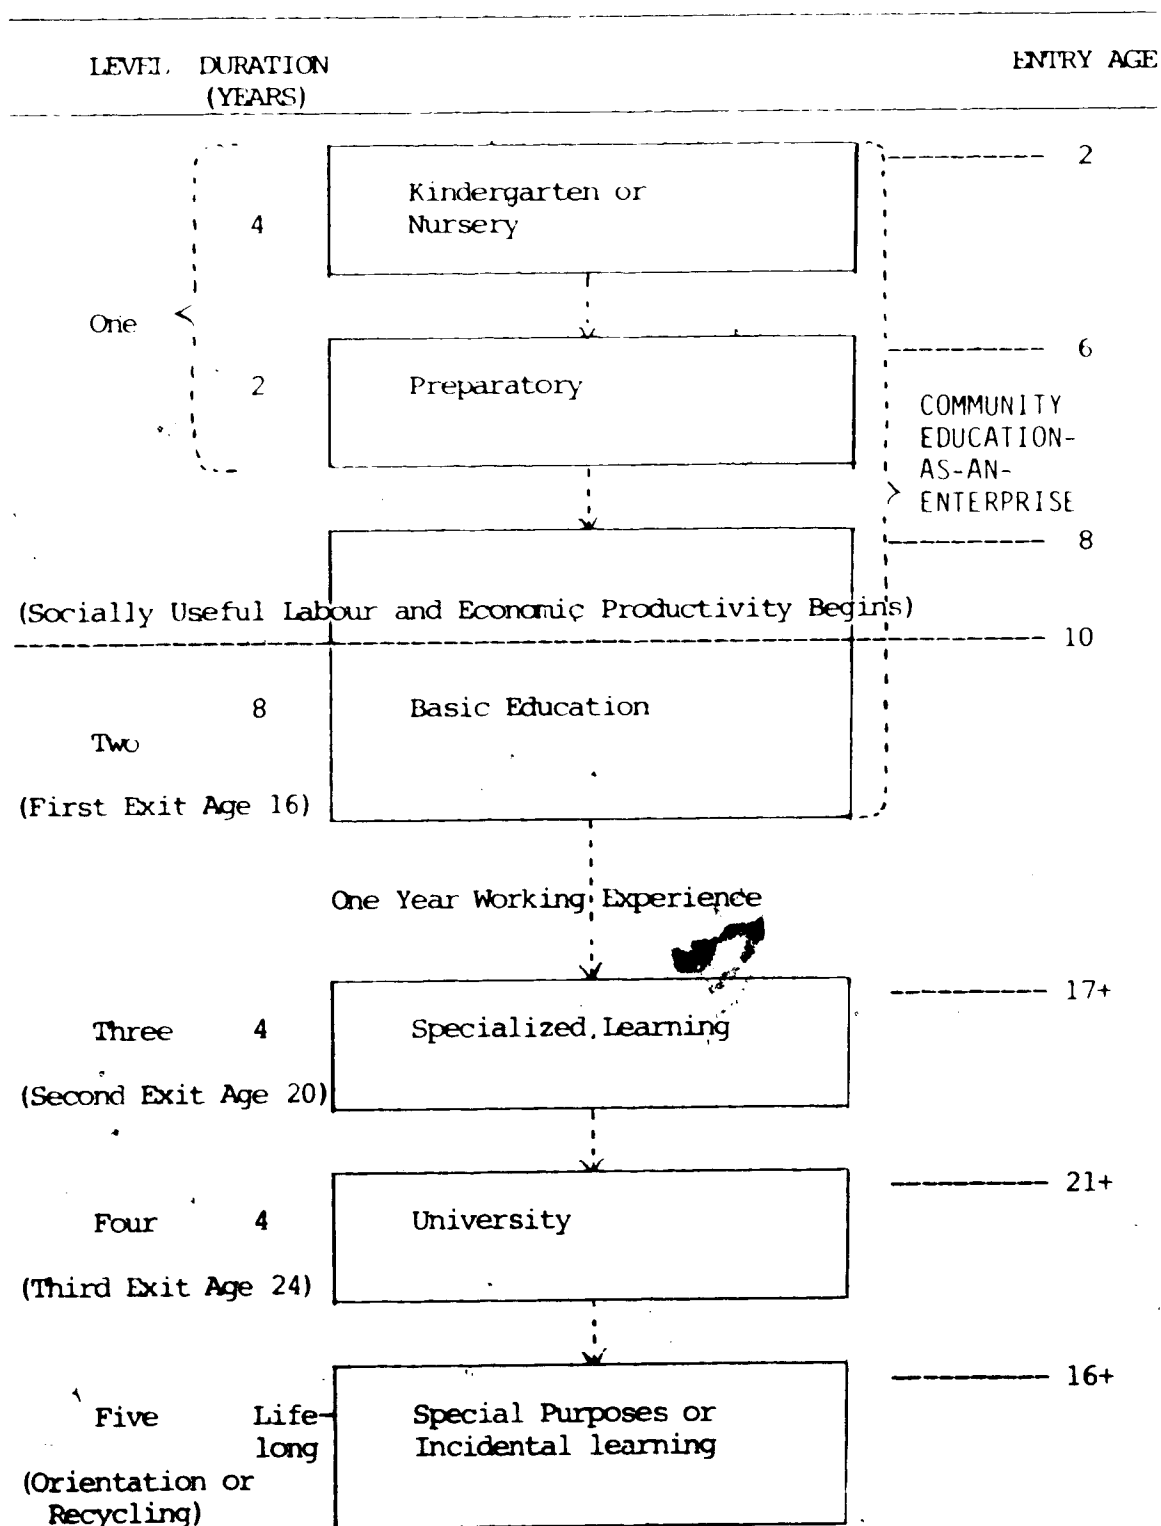 LEVEL DURATION ENTRY AGE
(YEARS)
2
Kindergarten or
4 Nursery
One
6
2 Preparatory
COMMUNITY
EDUCATION-
AS-AN-
ENTERPRISE
8
(Socially Useful Labour and Economic Productivity Begins)
10
8 Basic Education
Two
(First Exit Age 16)
One Year Working Experience
17+
Three 4 Specialized Learning
(Second Exit Age 20)
21+
Four 4 University
(Third Exit Age 24)
16+
Five Life- Special Purposes or
long Incidental learning
(Orientation or
Recycling)